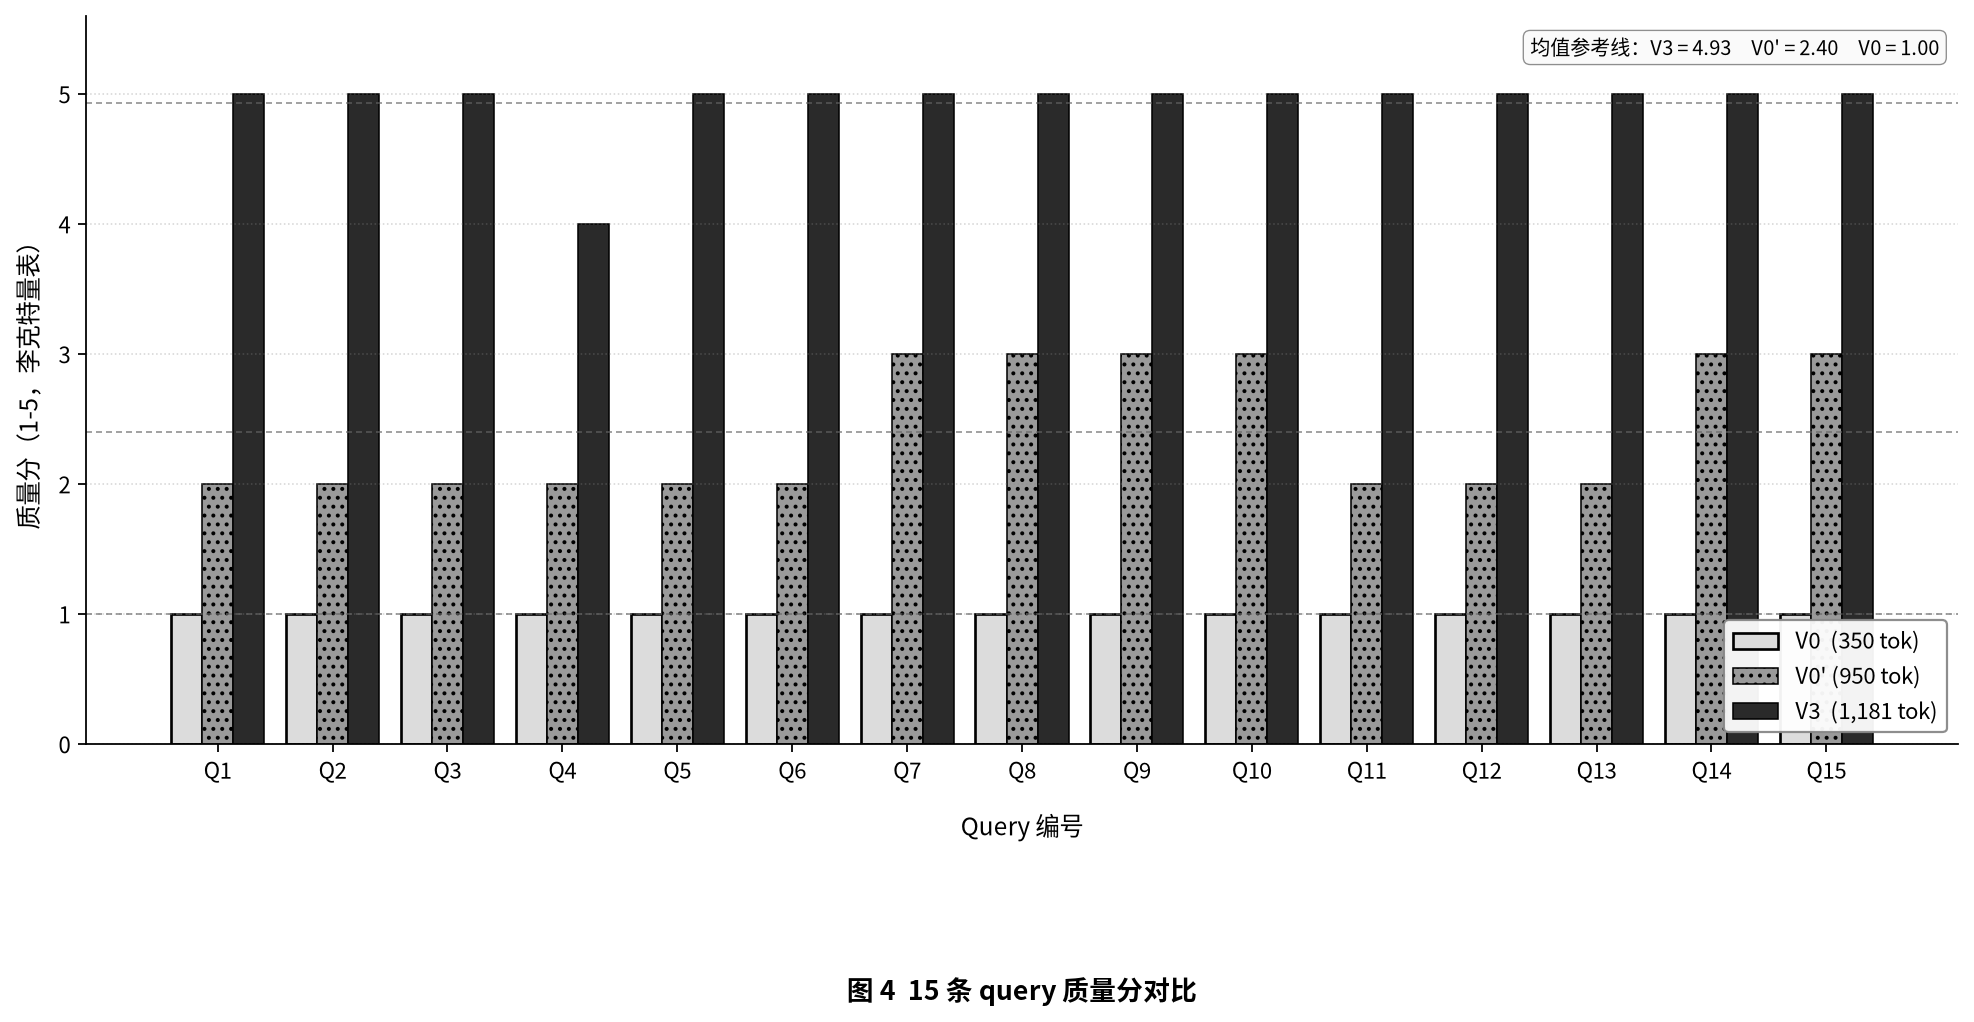 均值参考线：V3 = 4.93 V0' = 2.40 V0 = 1.00
质量分（1-5，李克特量表）
5
4
3
2
1
0
V0 (350 tok)
V0' (950 tok)
V3 (1,181 tok)
Q1 Q2 Q3 Q4 Q5 Q6 Q7 Q8 Q9 Q10 Q11 Q12 Q13 Q14 Q15
Query 编号
图 4 15 条 query 质量分对比